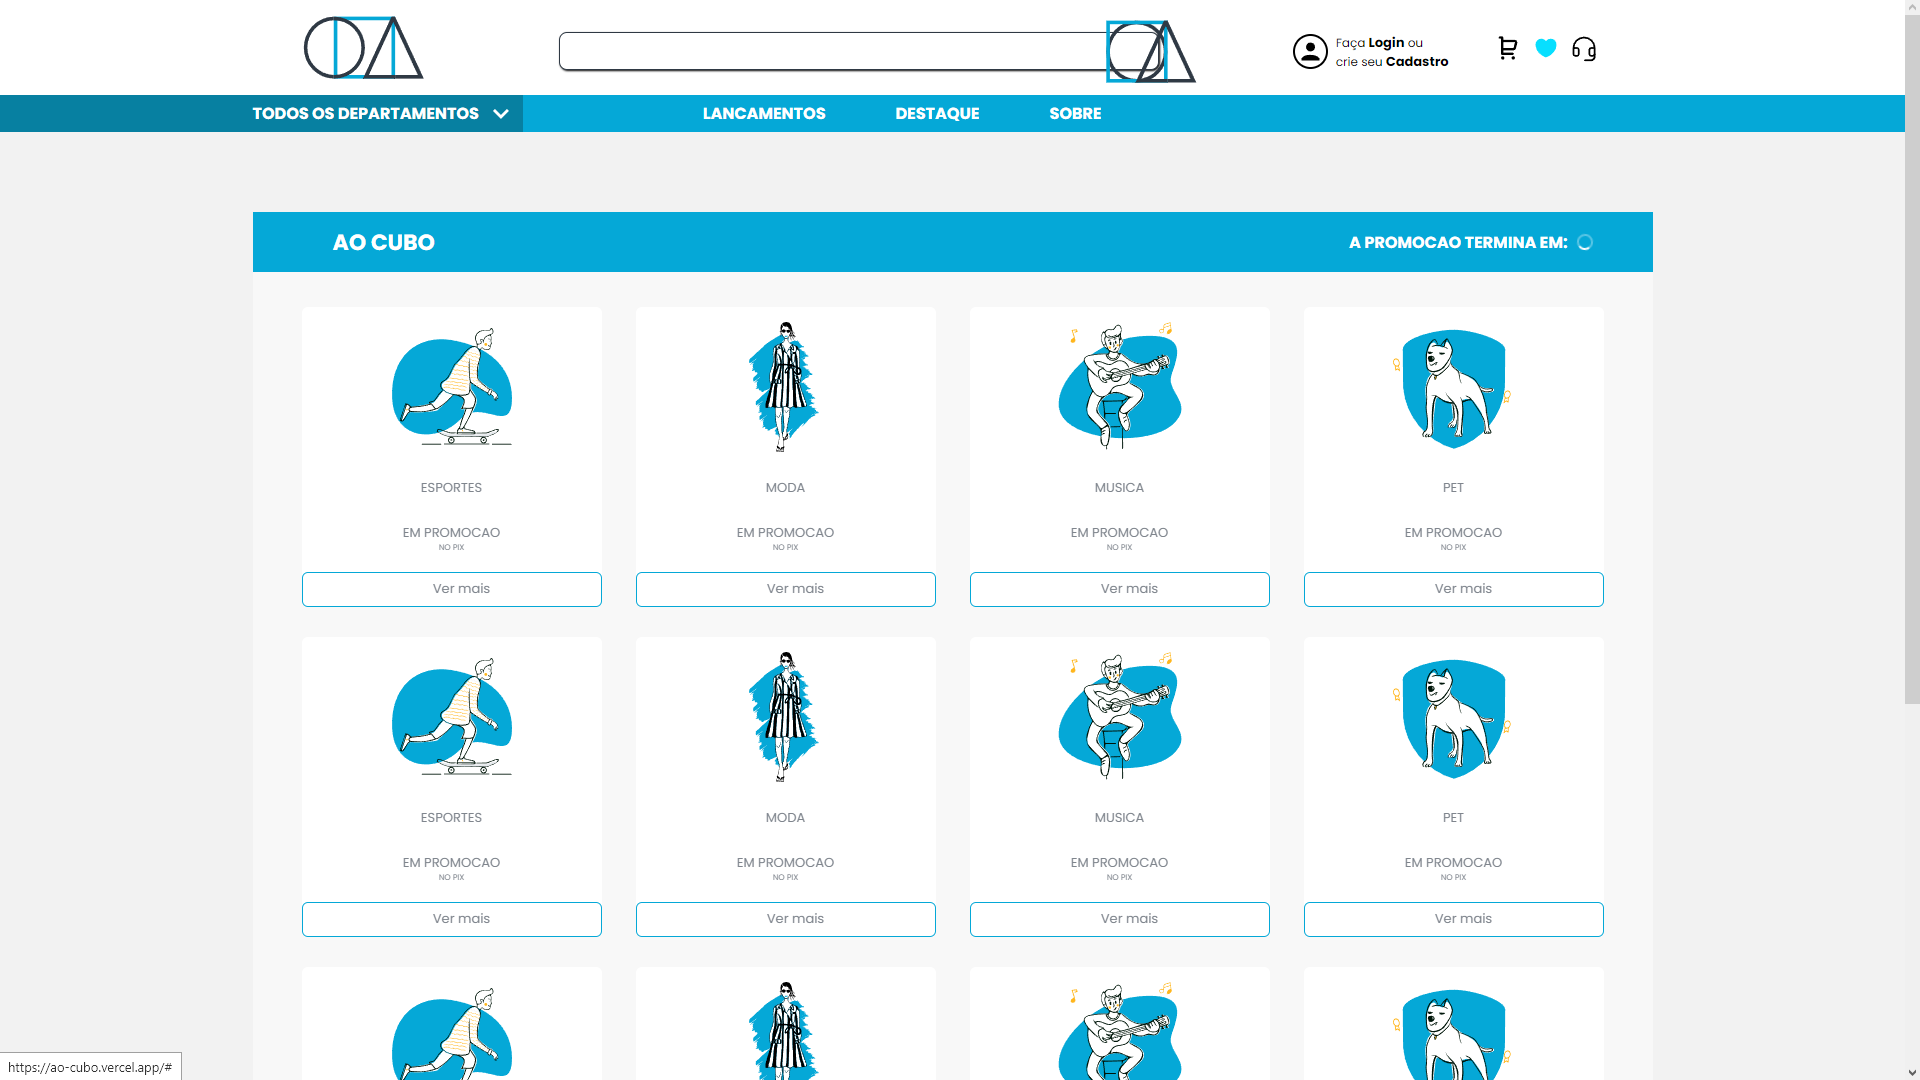 Faça Login ou
crie seu Cadastro
TODOS OS DEPARTAMENTOS
LANCAMENTOS
DESTAQUE
SOBRE
AO CUBO
A PROMOCAO TERMINA EM:
ESPORTES
MODA
MUSICA
PET
EM PROMOCAO
EM PROMOCAO
EM PROMOCAO
EM PROMOCAO
NO PIX
NO PIX
NO PIX
NO PIX
Ver mais
Ver mais
Ver mais
Ver mais
ESPORTES
MODA
MUSICA
PET
EM PROMOCAO
EM PROMOCAO
EM PROMOCAO
EM PROMOCAO
NO PIX
NO PIX
NO PIX
NO PIX
Ver mais
Ver mais
Ver mais
Ver mais
https://ao-cubo.vercel.app/#